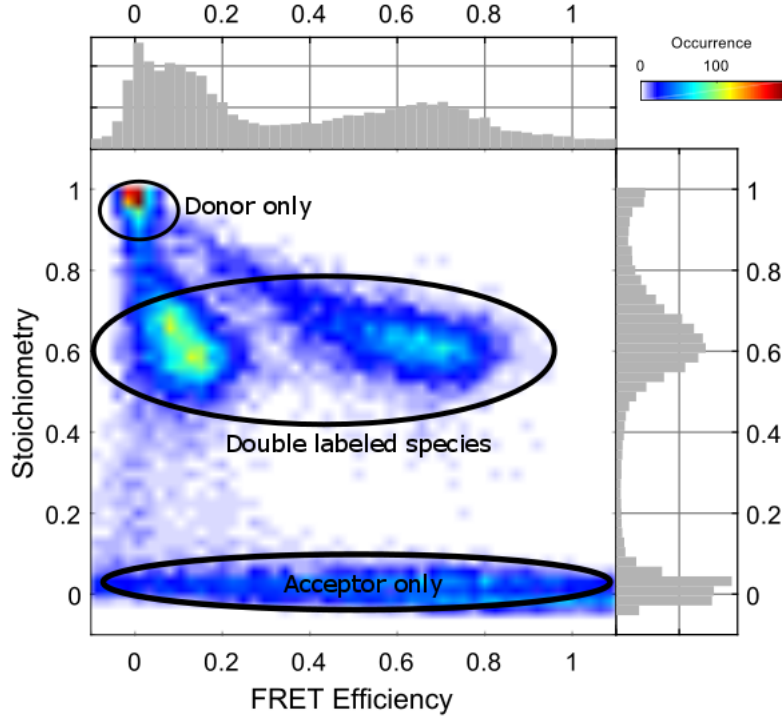 0 0.2 0.4 0.6 0.8 1
Occurrence
0 100
1 Donor only 1
0.8 0.8
0.6 0.6
Stoichiometry
0.4 Double labeled species 0.4
0.2 0.2
0 Acceptor only 0
0 0.2 0.4 0.6 0.8 1
FRET Efficiency